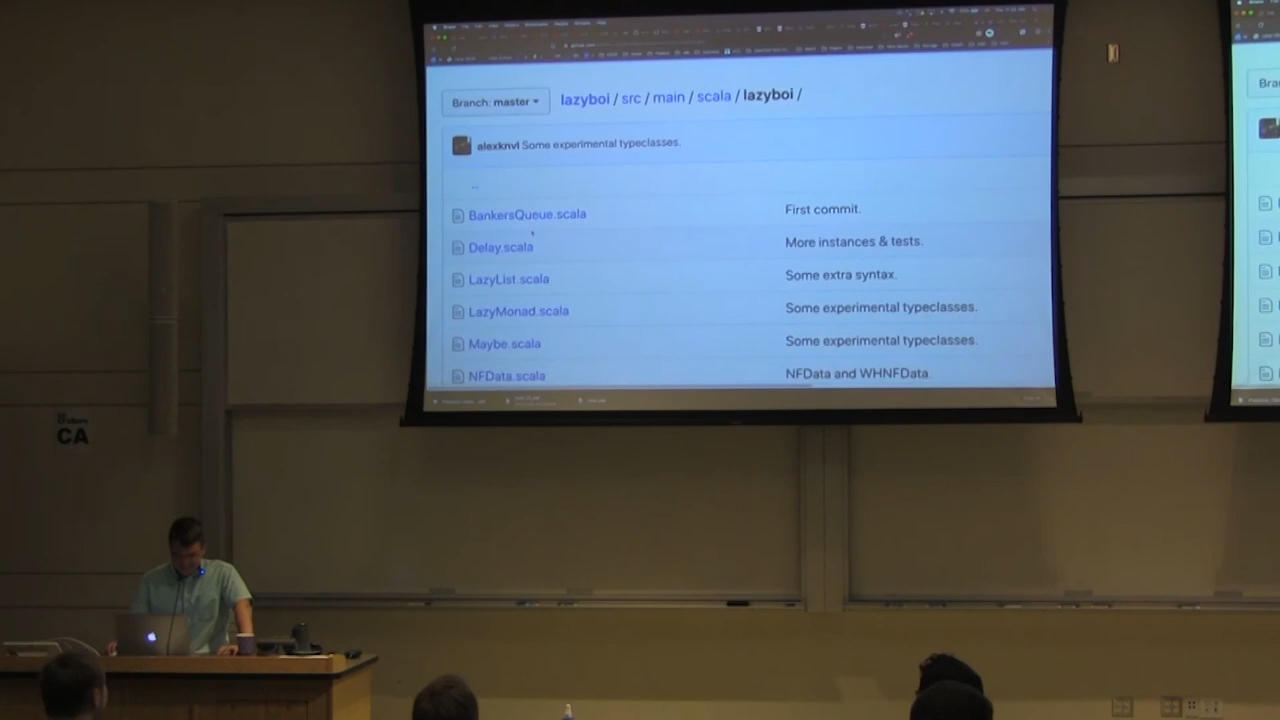 Branch: master
lazyboi / src / main / scala / lazyboi /
alexknvl Some experimental typeclasses.
..
BankersQueue.scala First commit.
Delay.scala More instances & tests.
LazyList.scala Some extra syntax.
LazyMonad.scala Some experimental typeclasses.
Maybe.scala Some experimental typeclasses.
NFData.scala NFData and WHNFData.
CA
Bra